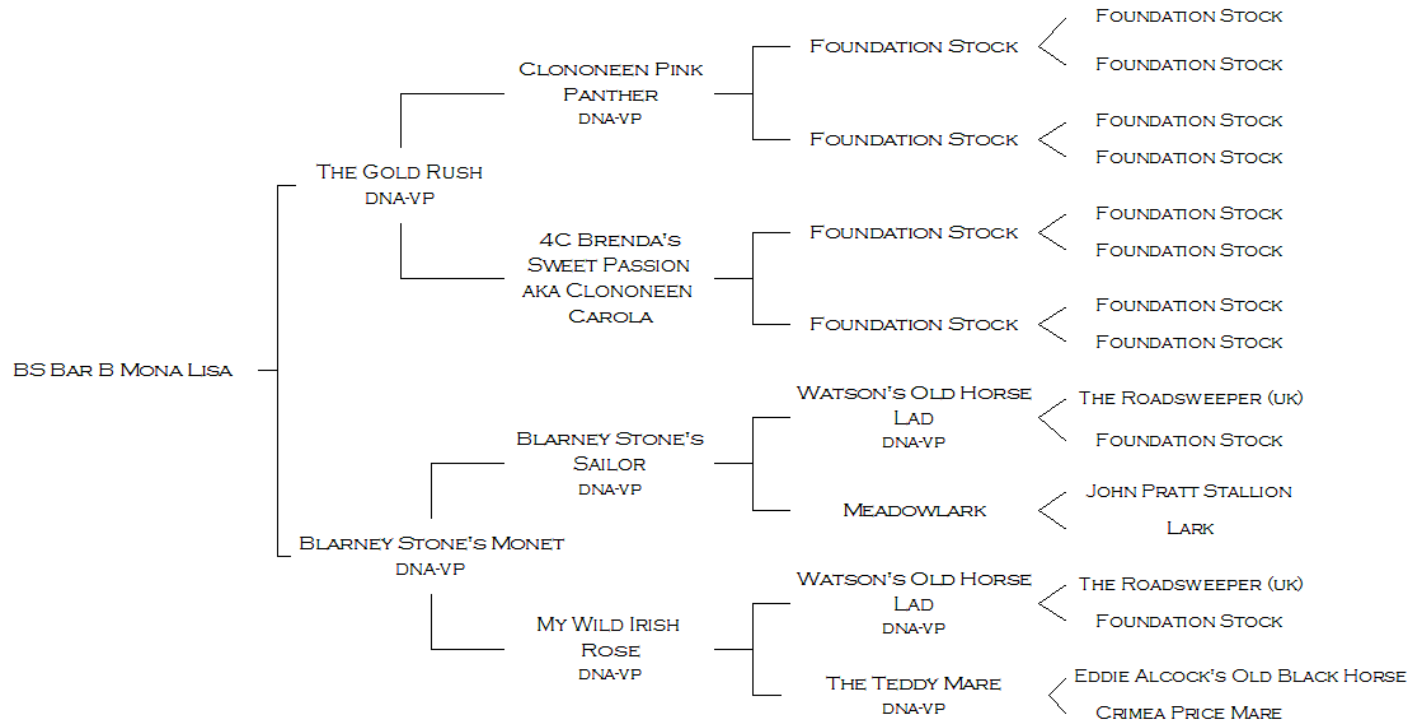 Foundation Stock
Foundation Stock
Foundation Stock
Clononeen Pink
Panther
DNA-VP
Foundation Stock
Foundation Stock
Foundation Stock
The Gold Rush
DNA-VP
4C Brenda's
Sweet Passion
aka Clononeen
Carola
Foundation Stock
Foundation Stock
Foundation Stock
Foundation Stock
Foundation Stock
Foundation Stock
BS Bar B Mona Lisa
Blarney Stone's
Sailor
DNA-VP
Watson's Old Horse
Lad
DNA-VP
The Roadsweeper (UK)
Foundation Stock
Meadowlark
John Pratt Stallion
Lark
Blarney Stone's Monet
DNA-VP
My Wild Irish
Rose
DNA-VP
Watson's Old Horse
Lad
DNA-VP
The Roadsweeper (UK)
Foundation Stock
The Teddy Mare
DNA-VP
Eddie Alcock's Old Black Horse
Crimea Price Mare